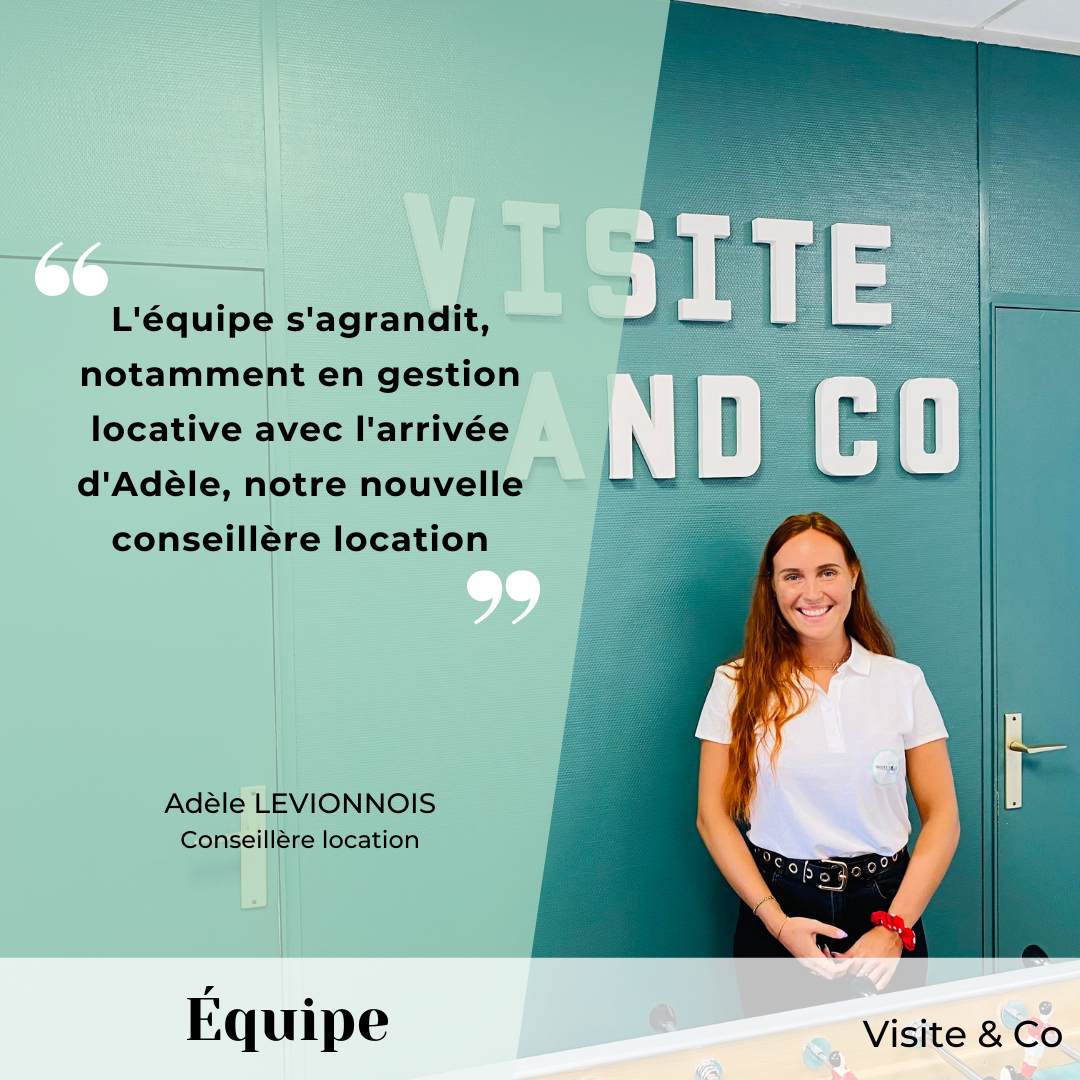 VISITE
AND CO
L'équipe s'agrandit,
notamment en gestion
locative avec l'arrivée
d'Adèle, notre nouvelle
conseillère location
Adèle LEVIONNOIS
Conseillère location
Équipe
Visite & Co